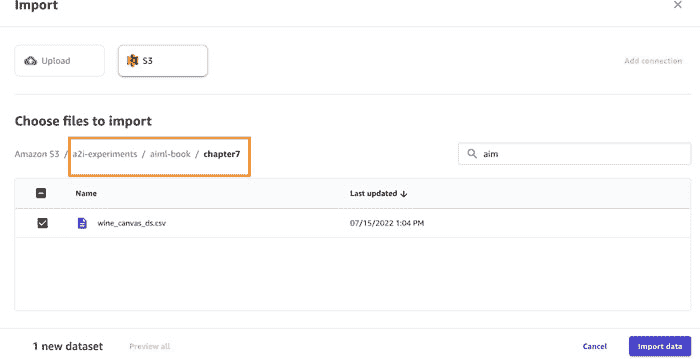 Import
Upload
S3
Add connection
Choose files to import
Amazon S3 / a2i-experiments / aiml-book / chapter7
aim
Name Last updated ↓
wine_canvas_ds.csv 07/15/2022 1:04 PM
1 new dataset Preview all Cancel Import data